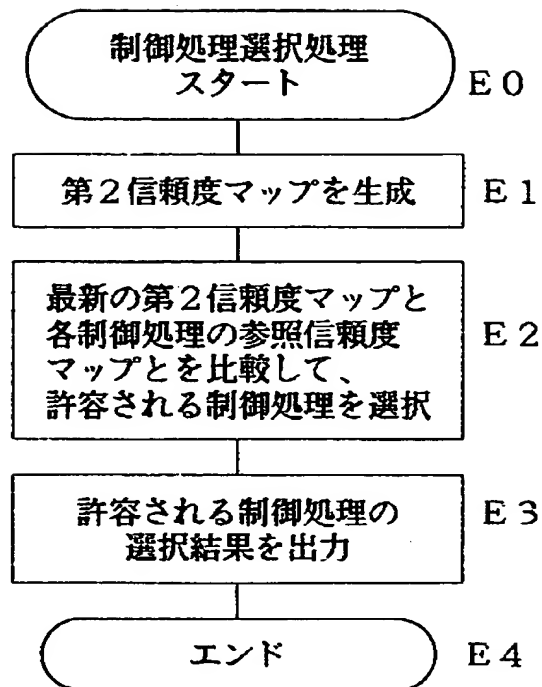 制御処理選択処理
スタート
E0
第2信頼度マップを生成
E1
最新の第2信頼度マップと
各制御処理の参照信頼度
マップとを比較して、
許容される制御処理を選択
E2
許容される制御処理の
選択結果を出力
E3
エンド
E4